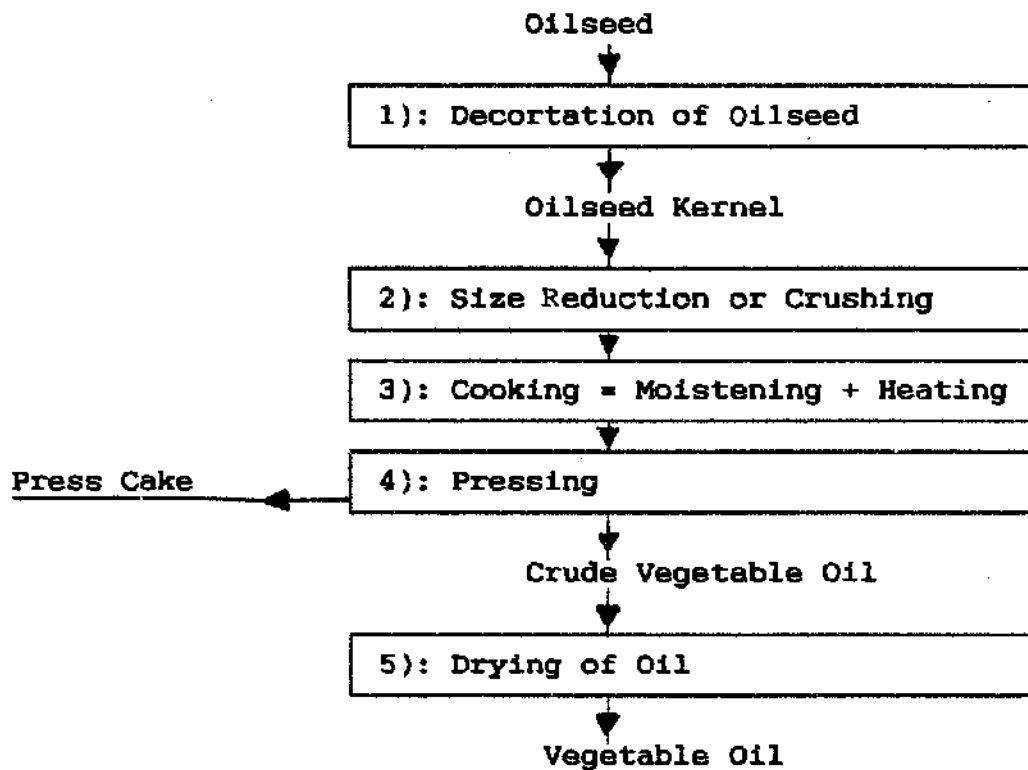 Oilseed
1): Decortation of Oilseed
Oilseed Kernel
2): Size Reduction or Crushing
3): Cooking = Moistening + Heating
Press Cake
4): Pressing
Crude Vegetable Oil
5): Drying of Oil
Vegetable Oil